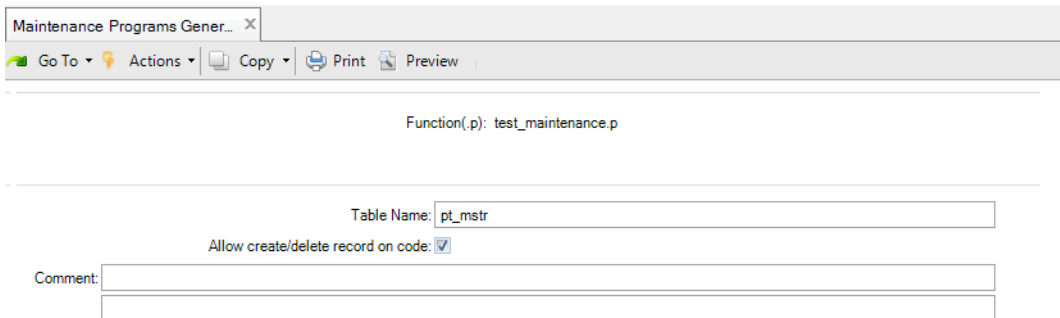 Maintenance Programs Gener...
Go To Actions Copy Print Preview
Function(.p): test_maintenance.p
Table Name: pt_mstr
Allow create/delete record on code:
Comment: